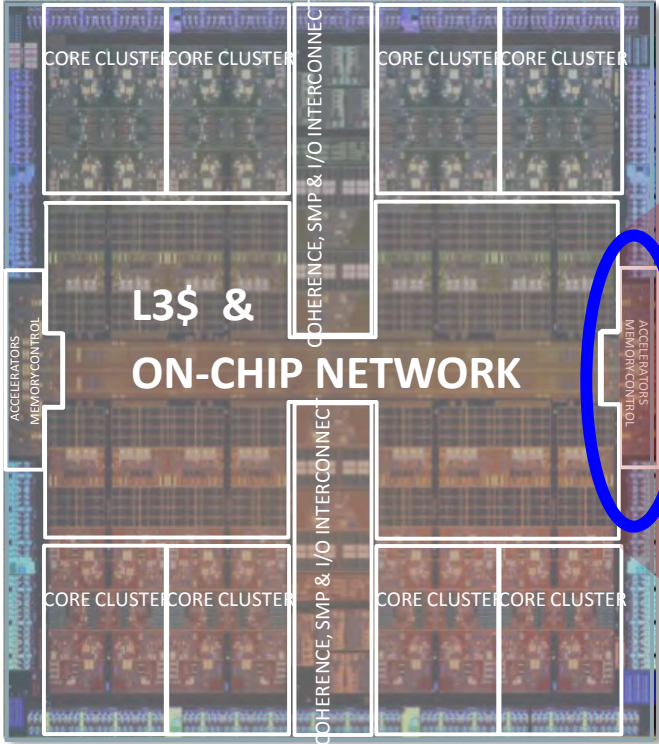 CORE CLUSTER
CORE CLUSTER
COHERENCE, SMP & I/O INTERCONNECT
CORE CLUSTER
CORE CLUSTER
L3$ &
ON-CHIP NETWORK
ACCELERATORS
MEMORY CONTROL
ACCELERATORS
MEMORY CONTROL
CORE CLUSTER
CORE CLUSTER
COHERENCE, SMP & I/O INTERCONNECT
CORE CLUSTER
CORE CLUSTER